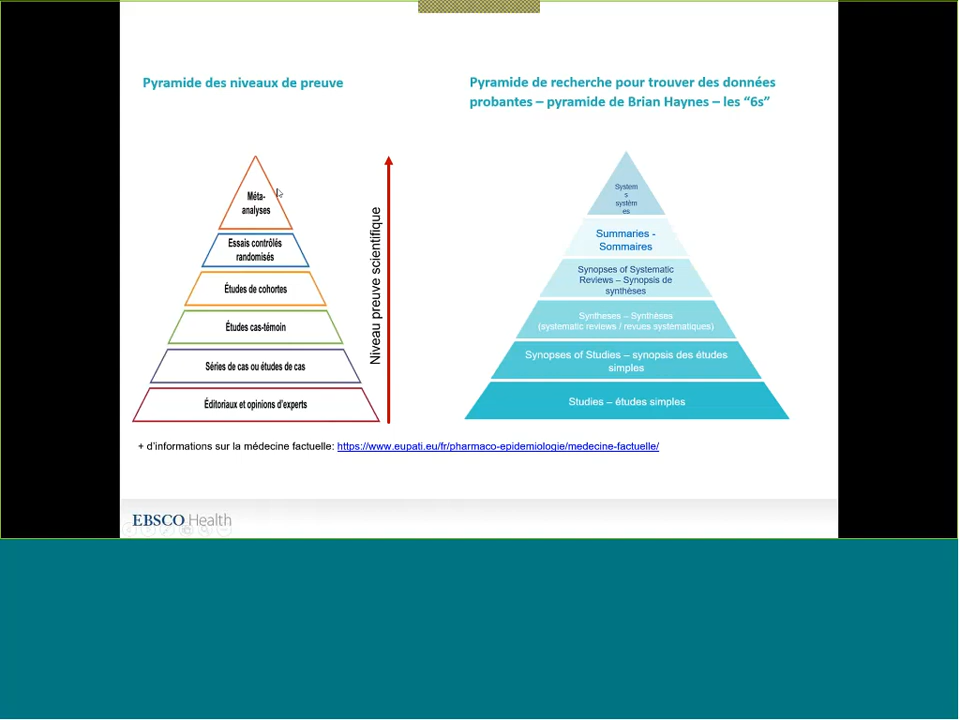 Pyramide des niveaux de preuve
Pyramide de recherche pour trouver des données
probantes – pyramide de Brian Haynes – les “6s”
Méta-
analyses
Essais contrôlés
randomisés
Études de cohortes
Études cas-témoin
Séries de cas ou études de cas
Éditoriaux et opinions d'experts
Niveau preuve scientifique
System
s
systèm
es
Summaries -
Sommaires
Synopses of Systematic
Reviews – Synopsis de
synthèses
Syntheses – Synthèses
(systematic reviews / revues systématiques)
Synopses of Studies – synopsis des études
simples
Studies – études simples
+ d'informations sur la médecine factuelle: https://www.eupati.eu/fr/pharmaco-epidemiologie/medecine-factuelle/
EBSCO Health